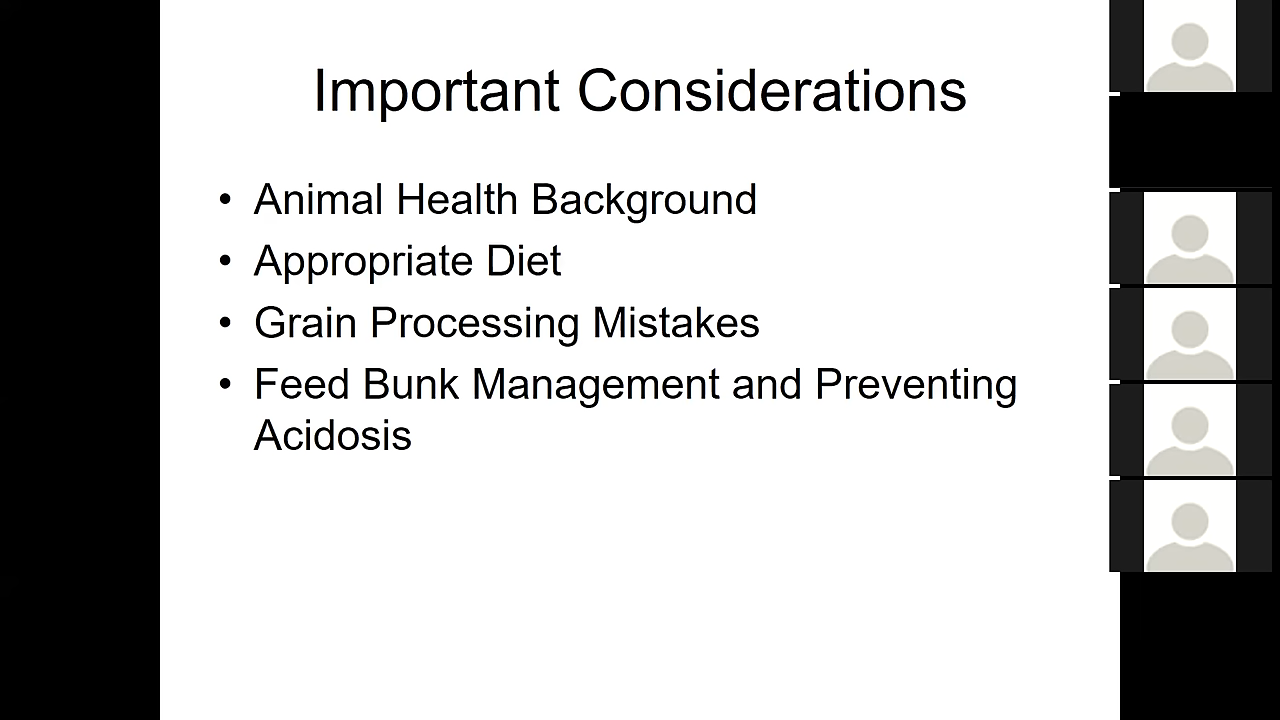 Important Considerations
• Animal Health Background
• Appropriate Diet
• Grain Processing Mistakes
• Feed Bunk Management and Preventing
Acidosis